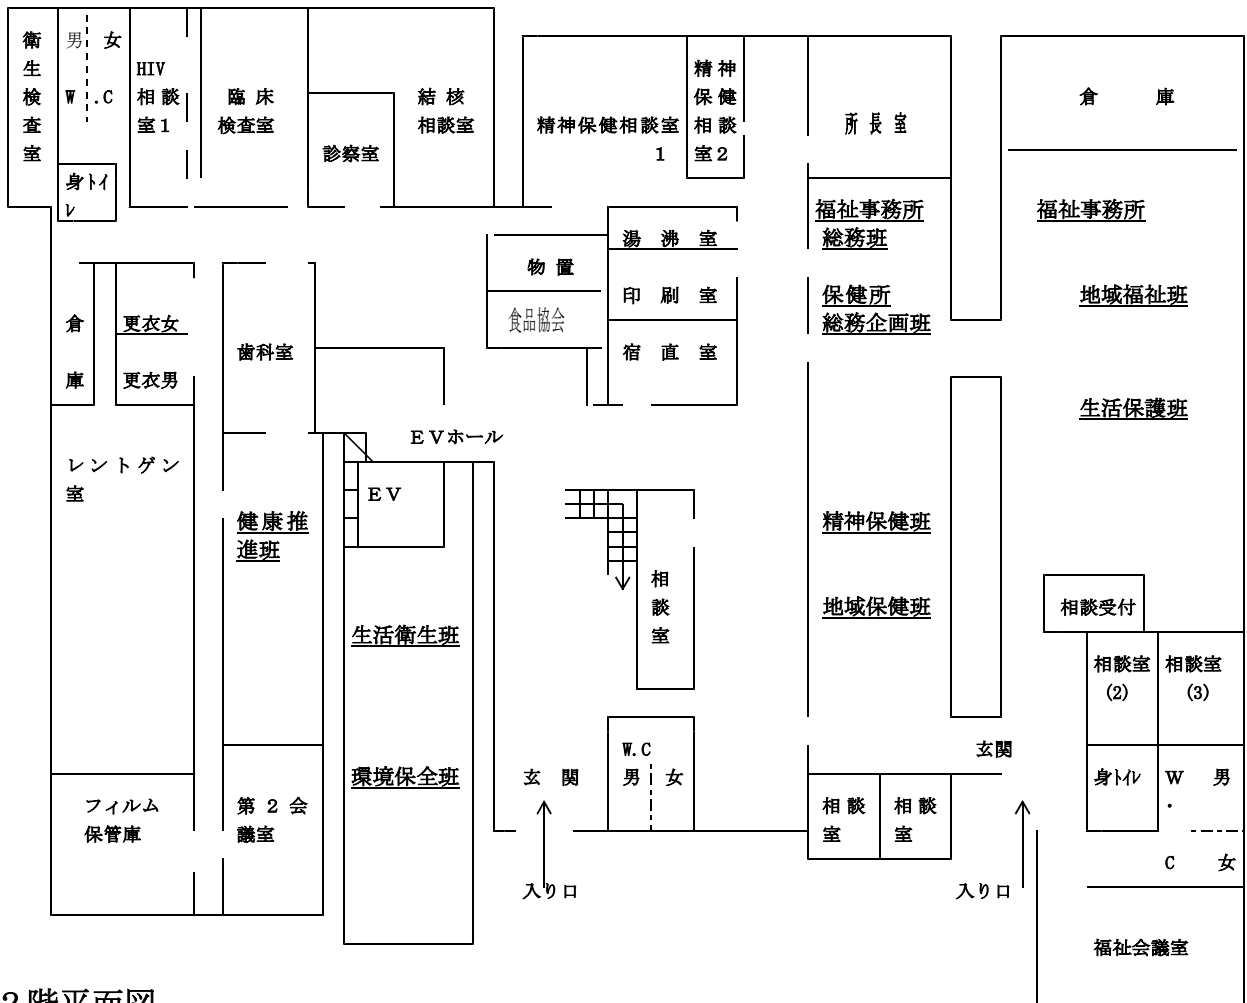 衛生検査室
男 女
W .C
身ﾄｲﾚ
HIV
相談
室１
臨床
検査室
診察室
結核
相談室
精神保健相談室
１
精神
保健
相談
室２
所長室
倉庫
福祉事務所
総務班
保健所
総務企画班
福祉事務所
地域福祉班
生活保護班
湯沸室
印刷室
宿直室
物置
食品協会
倉庫
更衣女
更衣男
歯科室
ＥＶホール
ＥＶ
レントゲン
室
健康推
進班
生活衛生班
環境保全班
相談室
精神保健班
地域保健班
相談受付
相談室
(2)
相談室
(3)
身ﾄｲﾚ
Ｗ 男
・
C 女
玄関
W.C
男 女
玄関
フィルム
保管庫
第２会
議室
相談
室
相談
室
入り口
入り口
福祉会議室
２階平面図